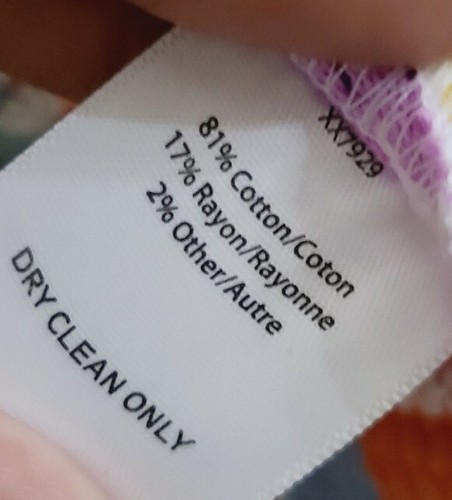 XX7929
81% Cotton/Coton
17% Rayon/Rayonne
2% Other/Autre
DRY CLEAN ONLY